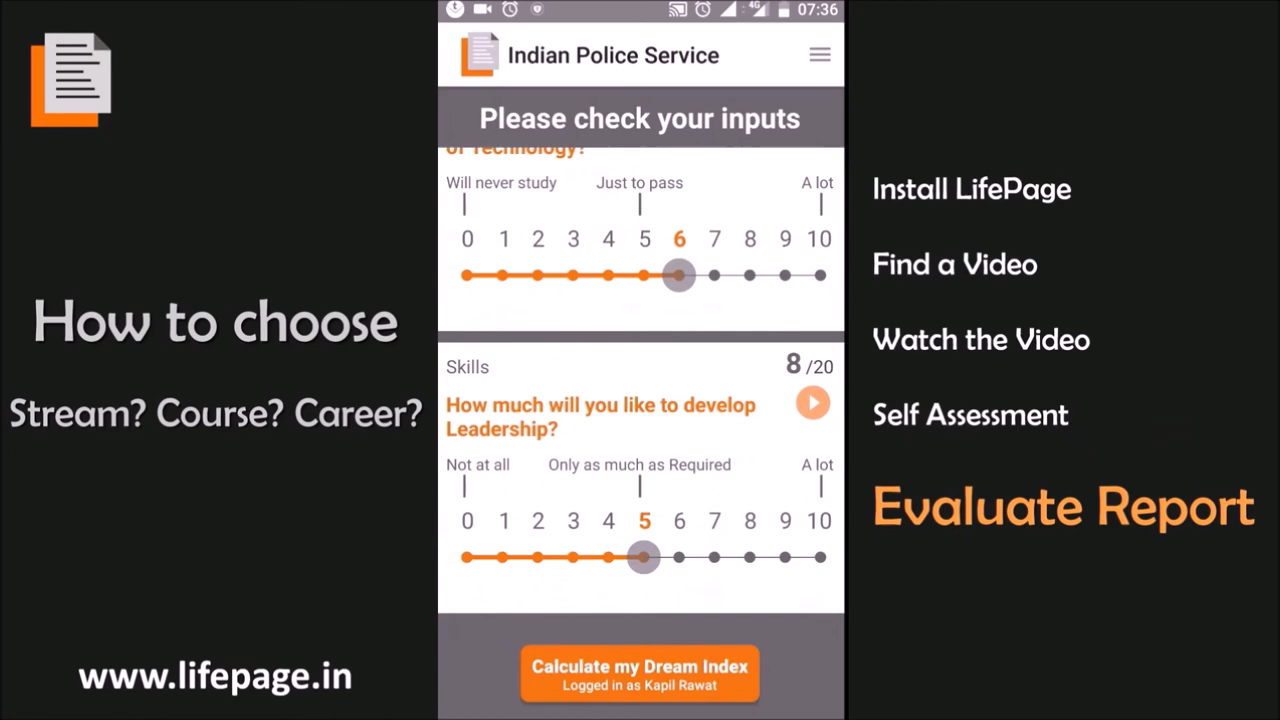 07:36
4G
Indian Police Service
Please check your inputs
of Technology?
Will never study Just to pass A lot
0 1 2 3 4 5 6 7 8 9 10
Skills 8 /20
How much will you like to develop
Leadership?
Not at all Only as much as Required A lot
0 1 2 3 4 5 6 7 8 9 10
Calculate my Dream Index
Logged in as Kapil Rawat
How to choose
Stream? Course? Career?
www.lifepage.in
Install LifePage
Find a Video
Watch the Video
Self Assessment
Evaluate Report